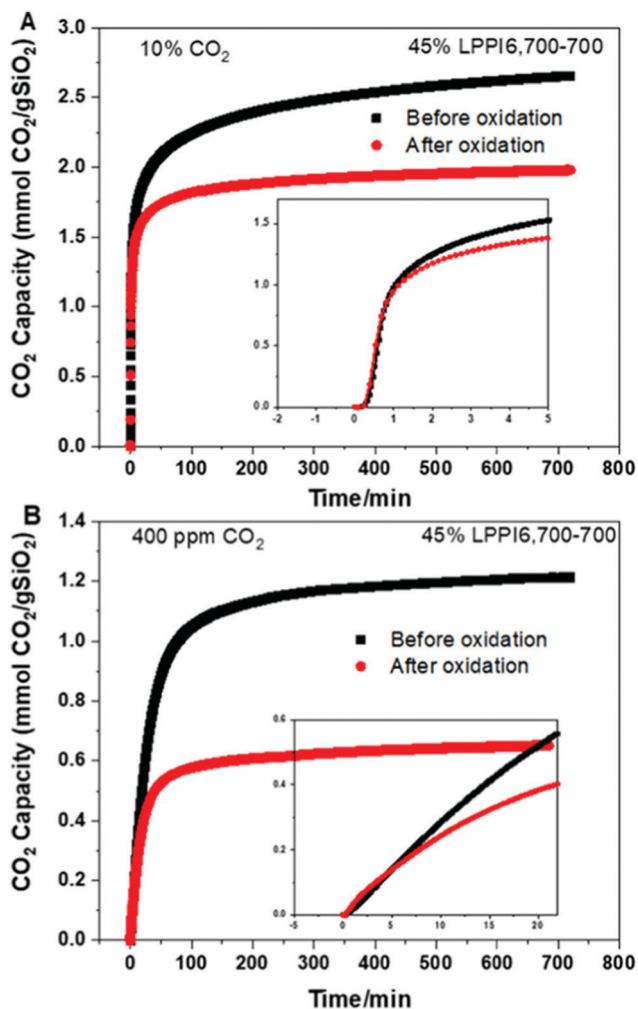 A
10% CO₂
45% LPPI6,700-700
Before oxidation
After oxidation
CO₂ Capacity (mmol CO₂/gSiO₂)
3.0
2.5
2.0
1.5
1.0
0.5
0.0
1.5
1.0
0.5
0.0
-2 -1 0 1 2 3 4 5
0 100 200 300 400 500 600 700 800
Time/min
B
400 ppm CO₂
45% LPPI6,700-700
Before oxidation
After oxidation
CO₂ Capacity (mmol CO₂/gSiO₂)
1.4
1.2
1.0
0.8
0.6
0.4
0.2
0.0
0.6
0.4
0.2
0.0
-5 0 5 10 15 20
0 100 200 300 400 500 600 700 800
Time/min